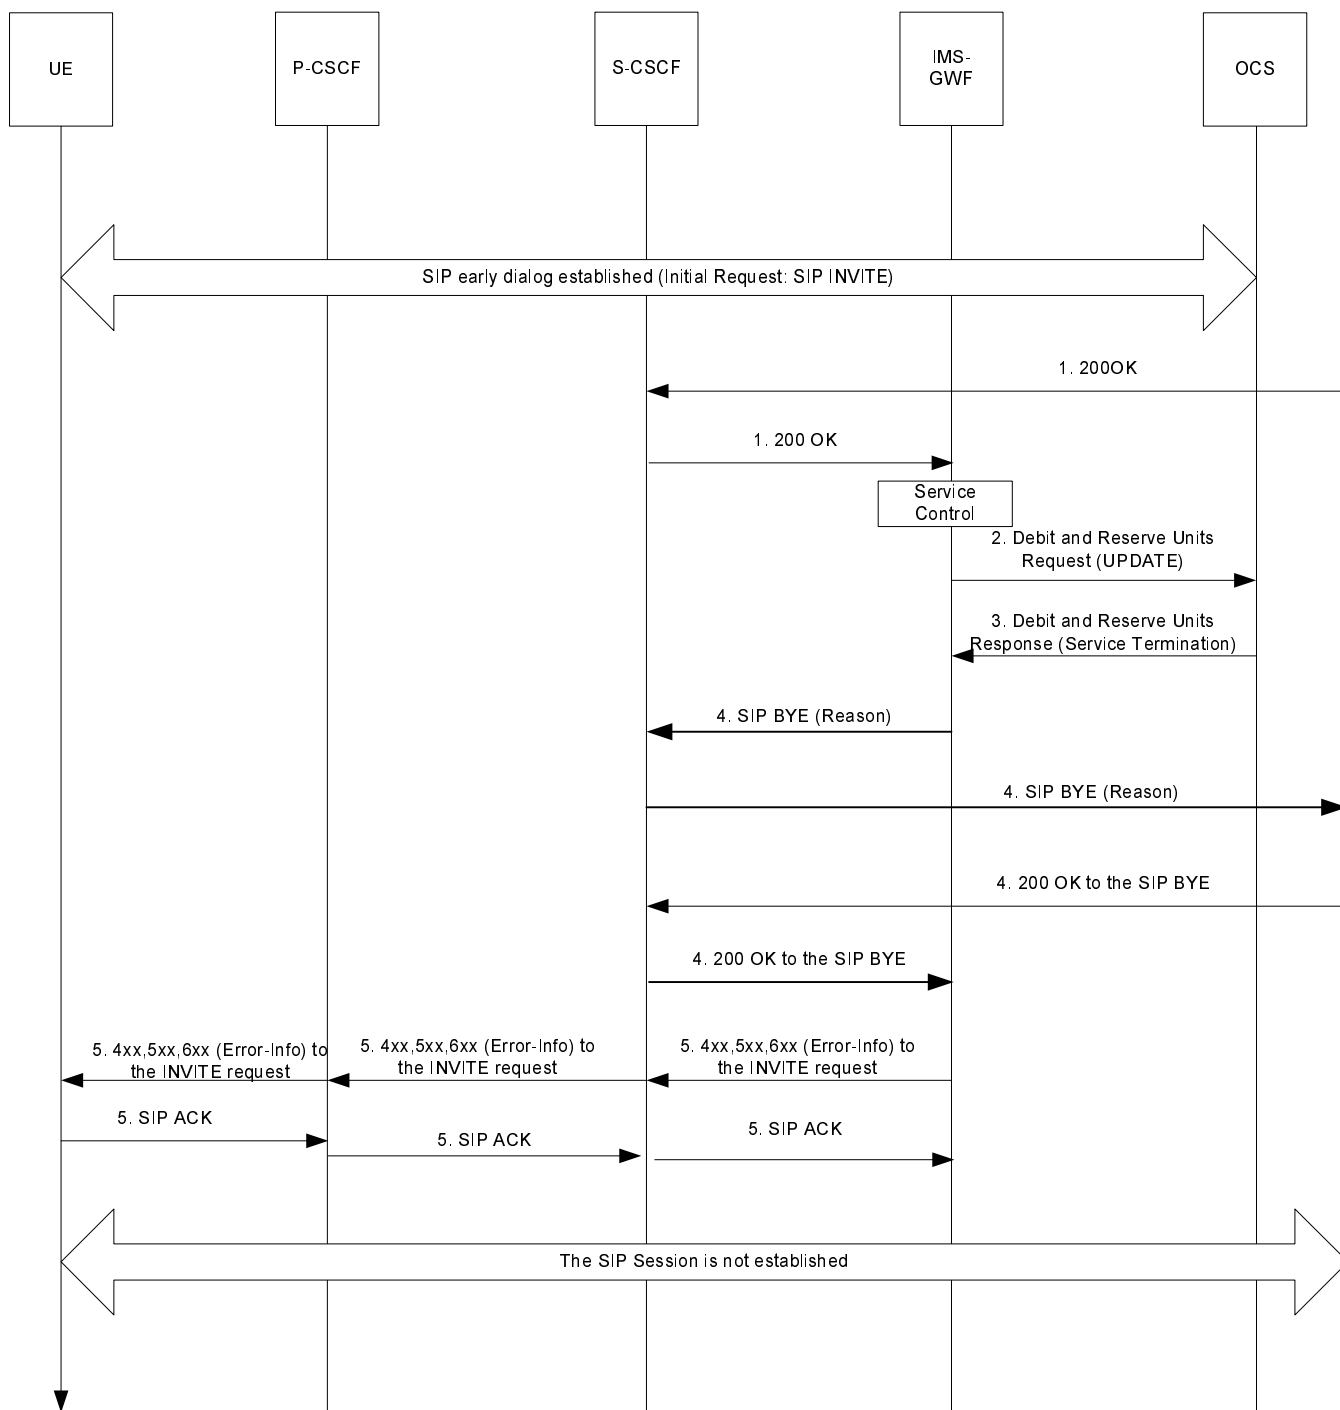 UE
P-CSCF
S-CSCF
IMS-
GWF
OCS
SIP early dialog established (Initial Request: SIP INVITE)
1. 200OK
1. 200 OK
Service
Control
2. Debit and Reserve Units
Request (UPDATE)
3. Debit and Reserve Units
Response (Service Termination)
4. SIP BYE (Reason)
4. SIP BYE (Reason)
4. 200 OK to the SIP BYE
4. 200 OK to the SIP BYE
5. 4xx,5xx,6xx (Error-Info) to
the INVITE request
5. 4xx,5xx,6xx (Error-Info) to
the INVITE request
5. 4xx,5xx,6xx (Error-Info) to
the INVITE request
5. SIP ACK
5. SIP ACK
5. SIP ACK
The SIP Session is not established